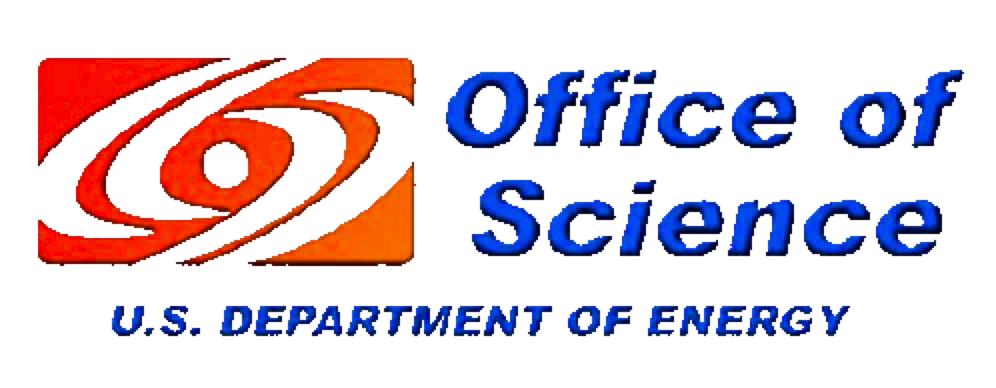 Office of
Science
U.S. DEPARTMENT OF ENERGY